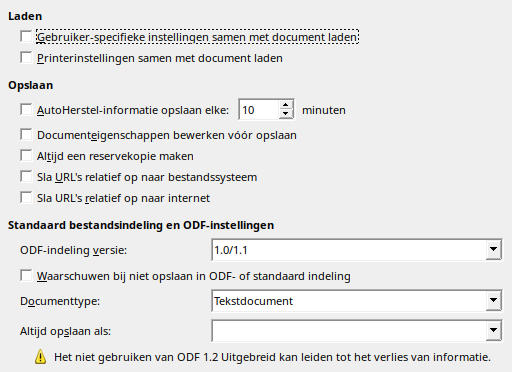 Laden
Gebruiker-specifieke instellingen samen met document laden
Printerinstellingen samen met document laden
Opslaan
AutoHerstel-informatie opslaan elke: 10 minuten
Documenteigenschappen bewerken vóór opslaan
Altijd een reservekopie maken
Sla URL's relatief op naar bestandssysteem
Sla URL's relatief op naar internet
Standaard bestandsindeling en ODF-instellingen
ODF-indeling versie: 1.0/1.1
Waarschuwen bij niet opslaan in ODF- of standaard indeling
Documenttype: Tekstdocument
Altijd opslaan als:
Het niet gebruiken van ODF 1.2 Uitgebreid kan leiden tot het verlies van informatie.